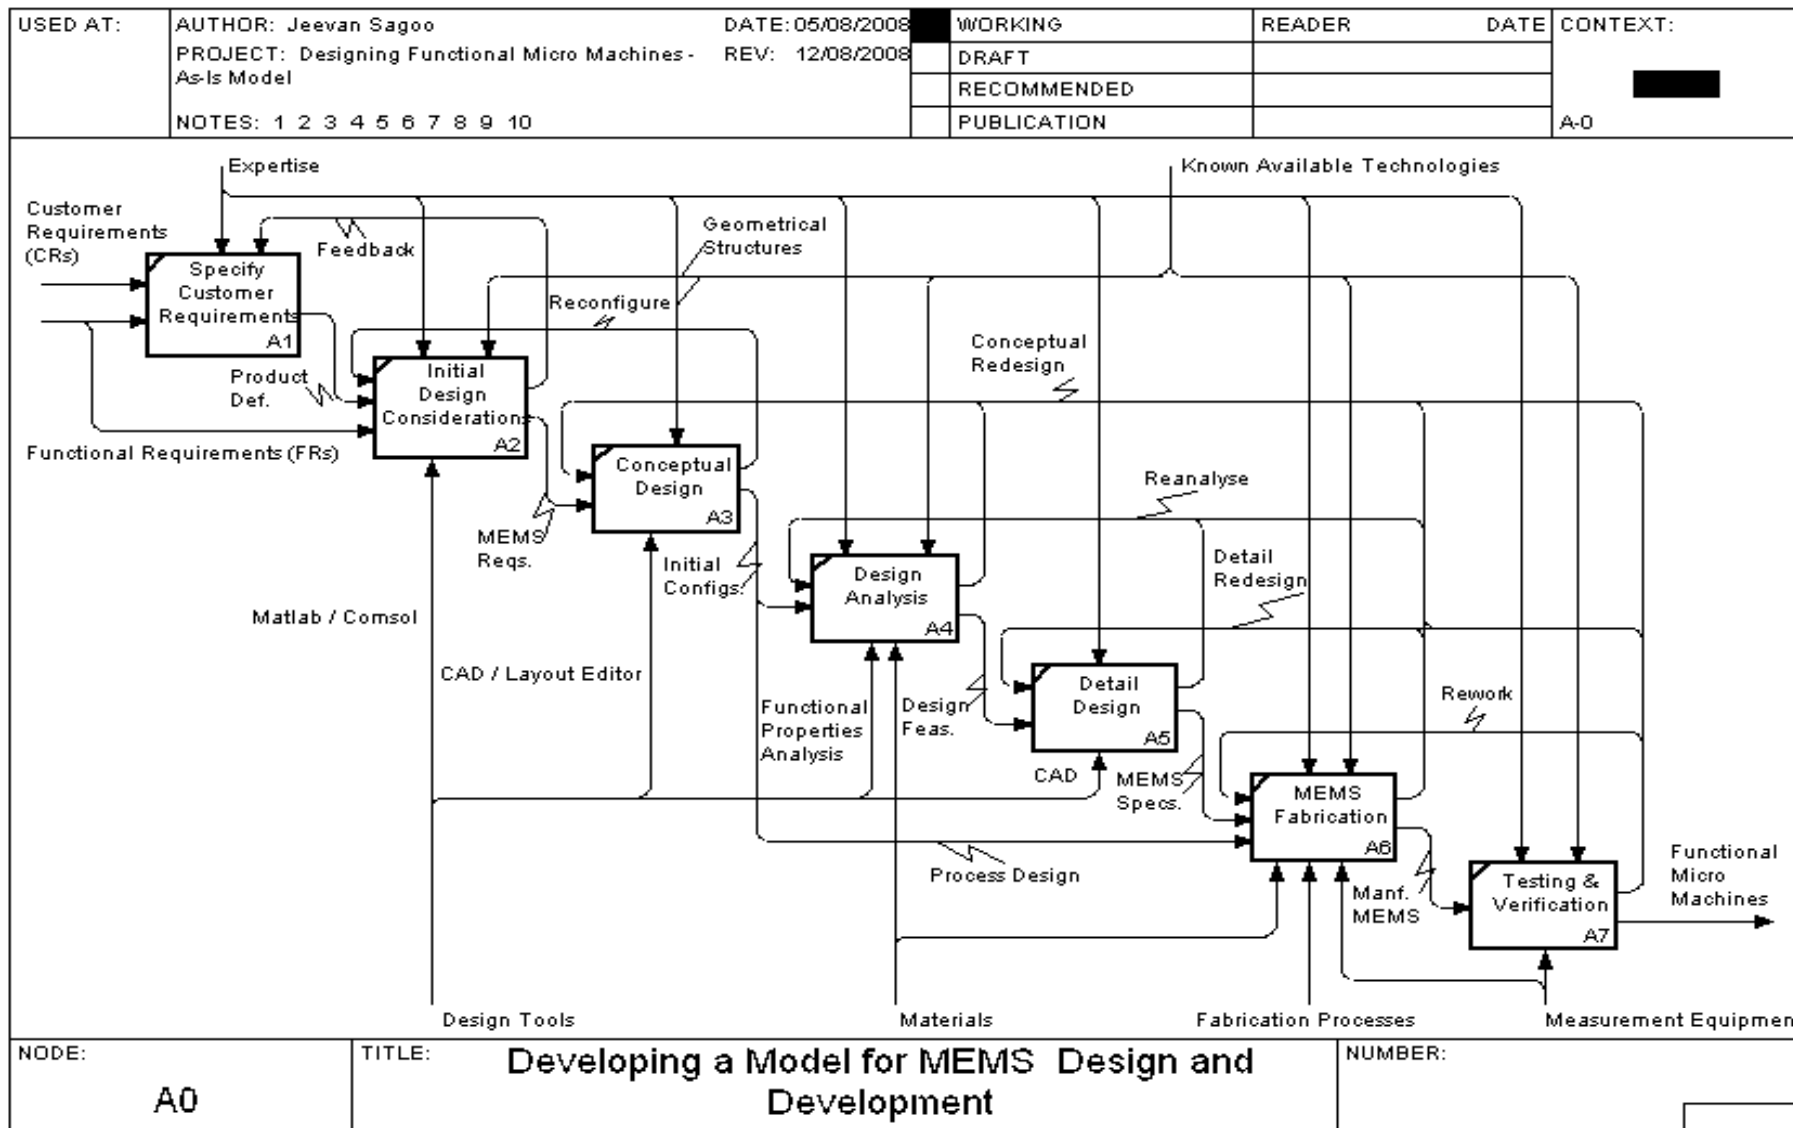 USED AT:
AUTHOR: Jeevan Sagoo
DATE: 05/08/2008
PROJECT: Designing Functional Micro Machines -
As-Is Model
REV: 12/08/2008
NOTES: 1 2 3 4 5 6 7 8 9 10
WORKING
DRAFT
RECOMMENDED
PUBLICATION
READER DATE
CONTEXT:
A-0
Expertise
Known Available Technologies
Customer
Requirements
(CRs)
Feedback
Geometrical
Structures
Specify
Customer
Requirements
A1
Reconfigure
Product
Def.
Initial
Design
Considerations
A2
Conceptual
Redesign
Functional Requirements (FRs)
Conceptual
Design
A3
MEMS
Reqs.
Initial
Configs.
Reanalyse
Design
Analysis
A4
Detail
Redesign
Matlab / Comsol
CAD / Layout Editor
Functional
Properties
Analysis
Design
Feas.
Detail
Design
A5
CAD
MEMS
Specs.
Rework
MEMS
Fabrication
A6
Process Design
Manf.
MEMS
Testing &
Verification
A7
Functional
Micro
Machines
Design Tools
Materials
Fabrication Processes
Measurement Equipmen
NODE:
A0
TITLE:
Developing a Model for MEMS Design and
Development
NUMBER: